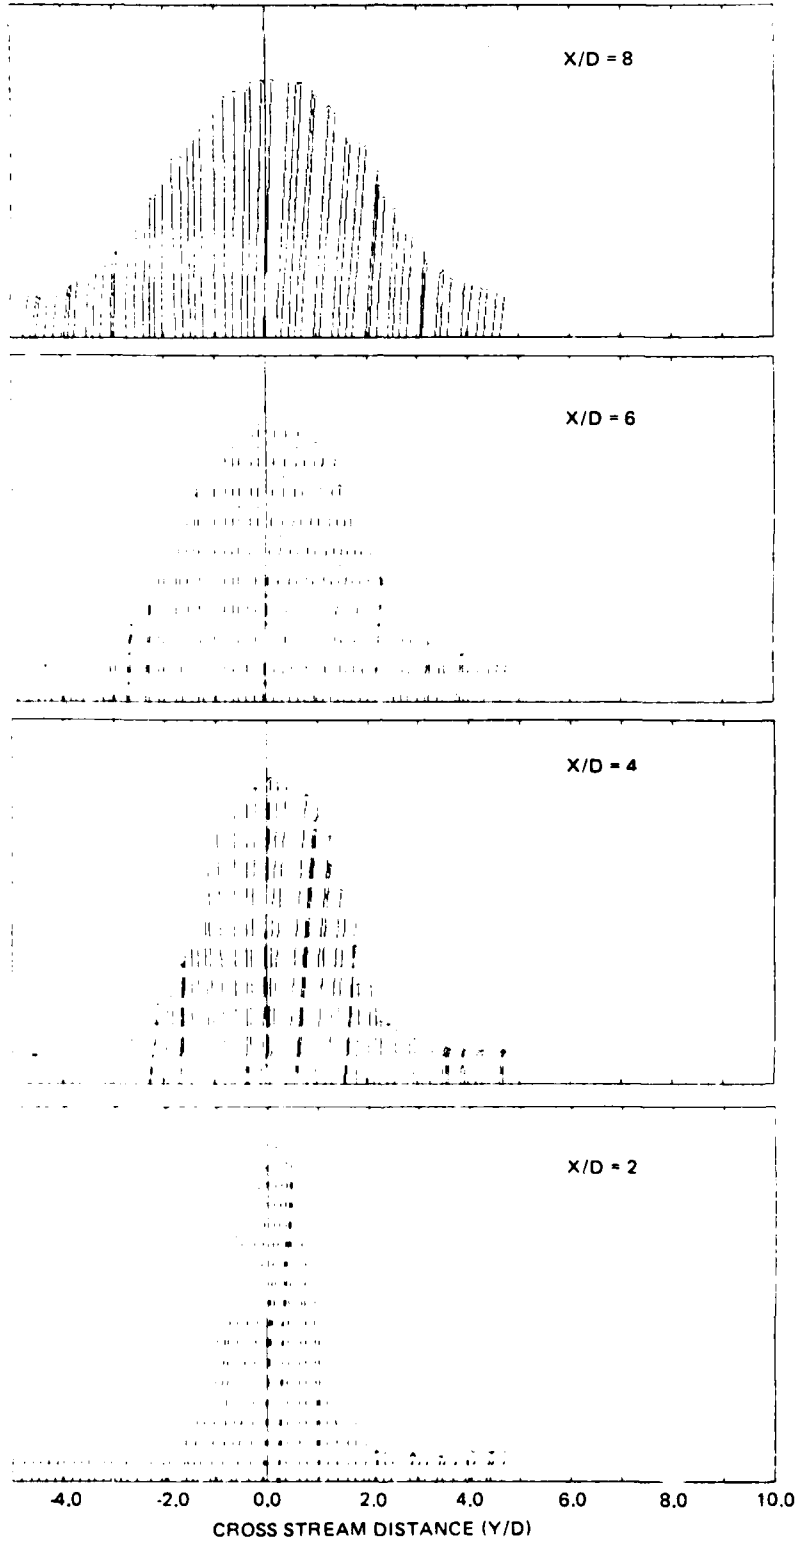 X/D = 8
X/D = 6
X/D = 4
X/D = 2
-4.0 -2.0 0.0 2.0 4.0 6.0 8.0 10.0
CROSS STREAM DISTANCE (Y/D)